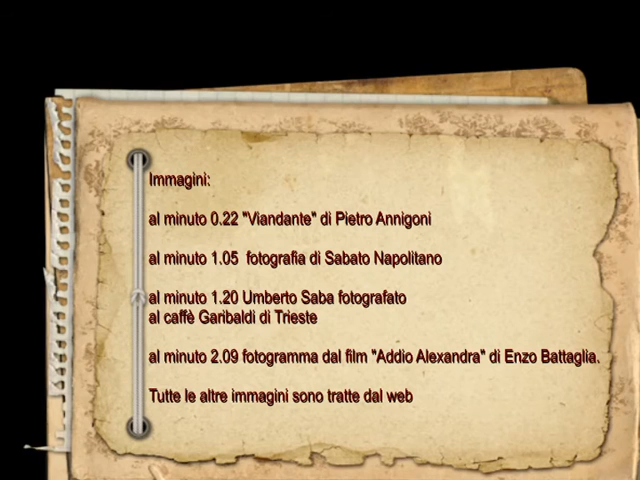 Immagini:
al minuto 0.22 "Viandante" di Pietro Annigoni
al minuto 1.05 fotografia di Sabato Napolitano
al minuto 1.20 Umberto Saba fotografato
al caffè Garibaldi di Trieste
al minuto 2.09 fotogramma dal film "Addio Alexandra" di Enzo Battaglia.
Tutte le altre immagini sono tratte dal web